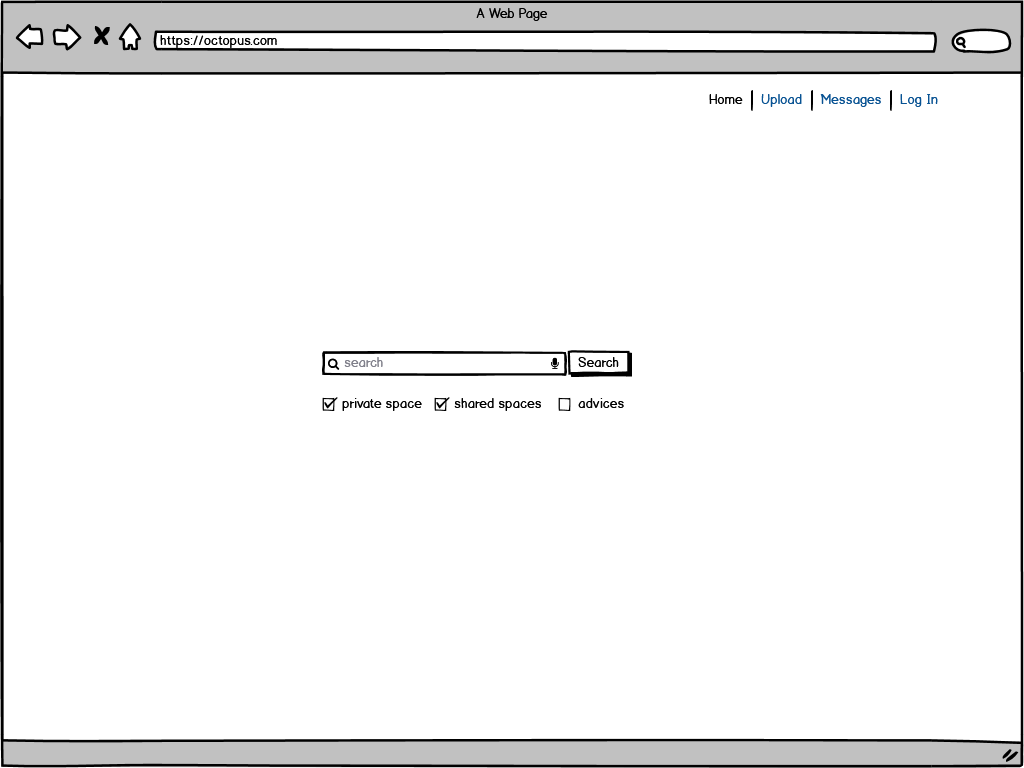 A Web Page
https://octopus.com
Home Upload Messages Log In
search Search
private space shared spaces advices